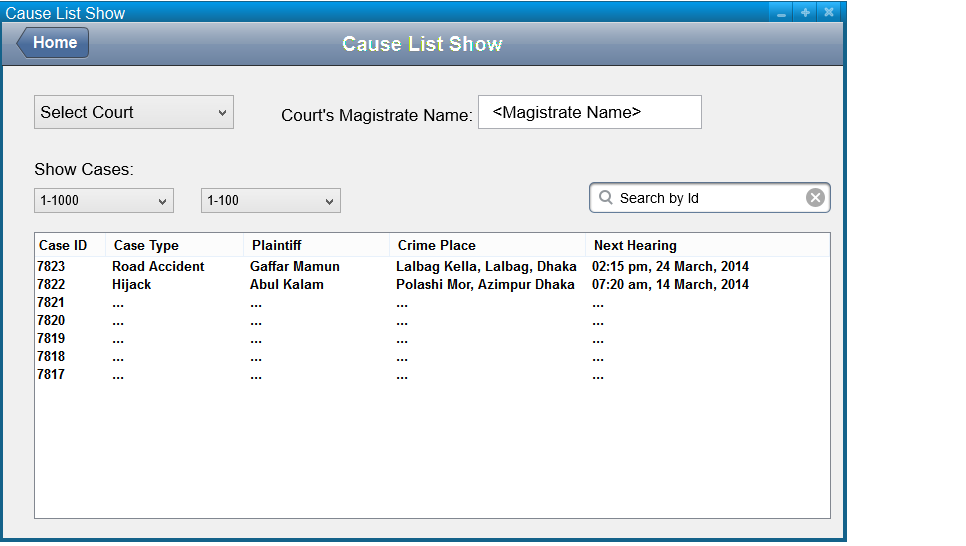 Cause List Show
Home
Cause List Show
Select Court
Court's Magistrate Name: <Magistrate Name>
Show Cases:
1-1000 1-100 Search by Id
Case ID Case Type Plaintiff Crime Place Next Hearing
7823 Road Accident Gaffar Mamun Lalbag Kella, Lalbag, Dhaka 02:15 pm, 24 March, 2014
7822 Hijack Abul Kalam Polashi Mor, Azimpur Dhaka 07:20 am, 14 March, 2014
7821 ... ... ... ...
7820 ... ... ... ...
7819 ... ... ... ...
7818 ... ... ... ...
7817 ... ... ... ...